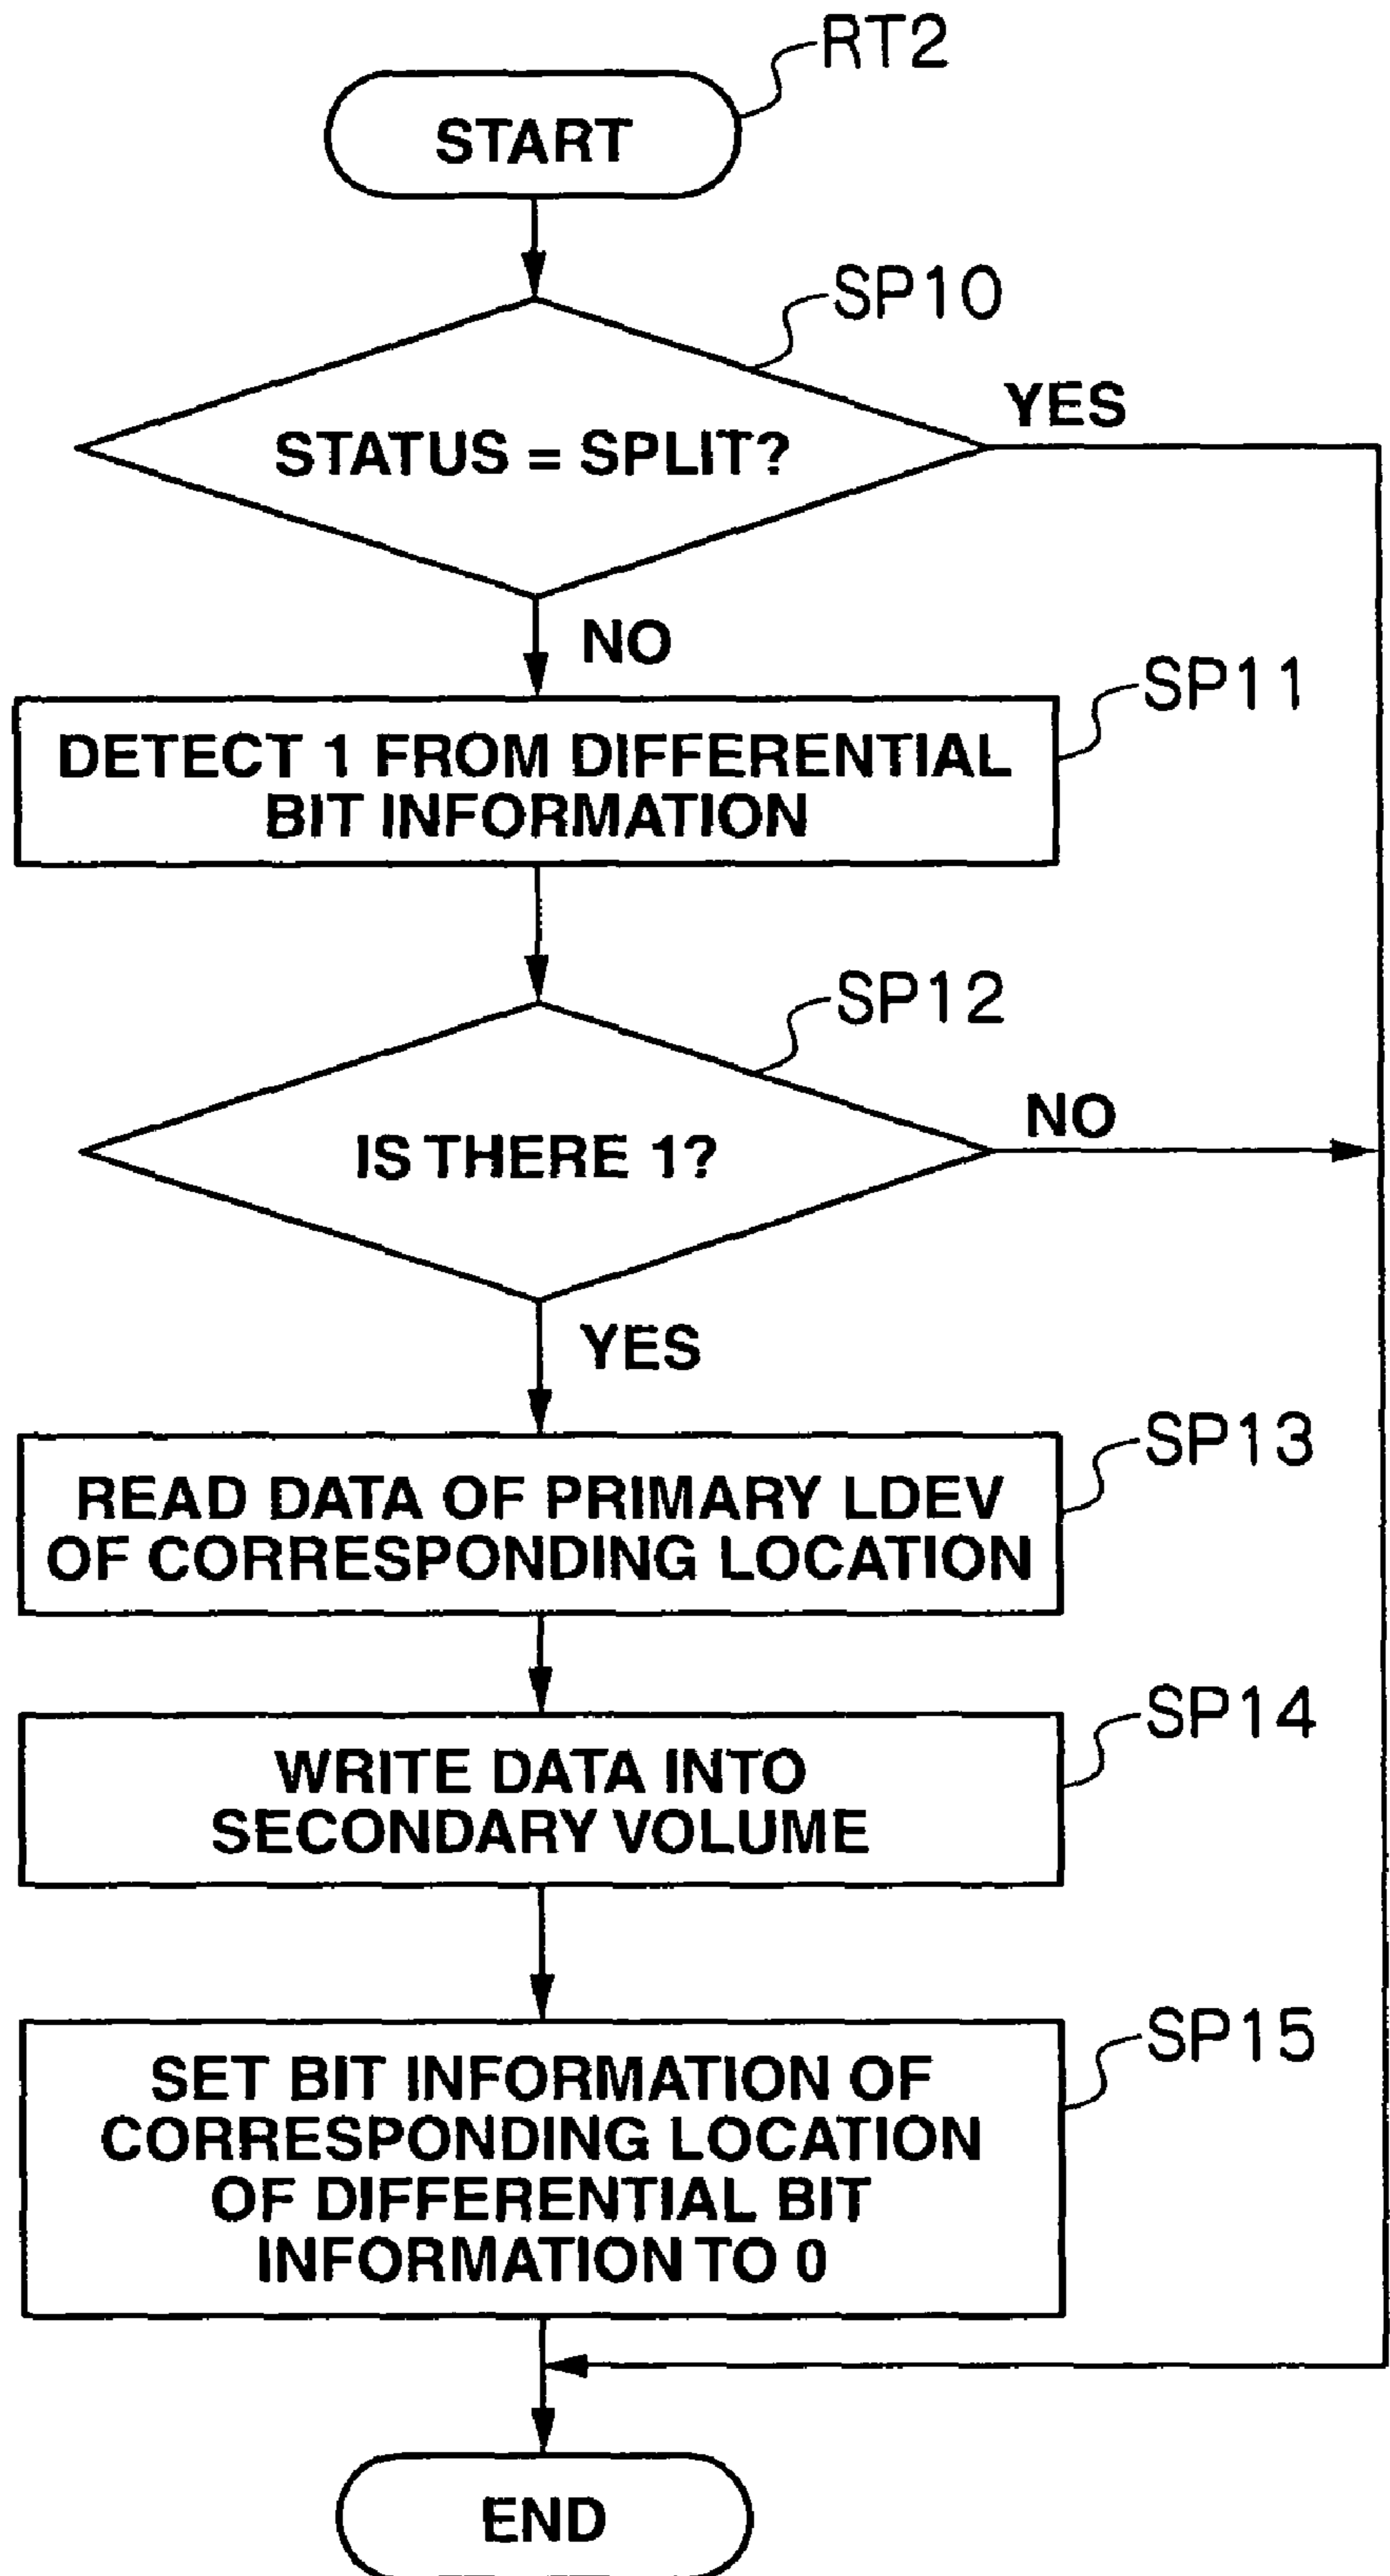 RT2
START
SP10
YES
STATUS = SPLIT?
NO
SP11
DETECT 1 FROM DIFFERENTIAL
BIT INFORMATION
SP12
NO
IS THERE 1?
YES
SP13
READ DATA OF PRIMARY LDEV
OF CORRESPONDING LOCATION
SP14
WRITE DATA INTO
SECONDARY VOLUME
SP15
SET BIT INFORMATION OF
CORRESPONDING LOCATION
OF DIFFERENTIAL BIT
INFORMATION TO 0
END